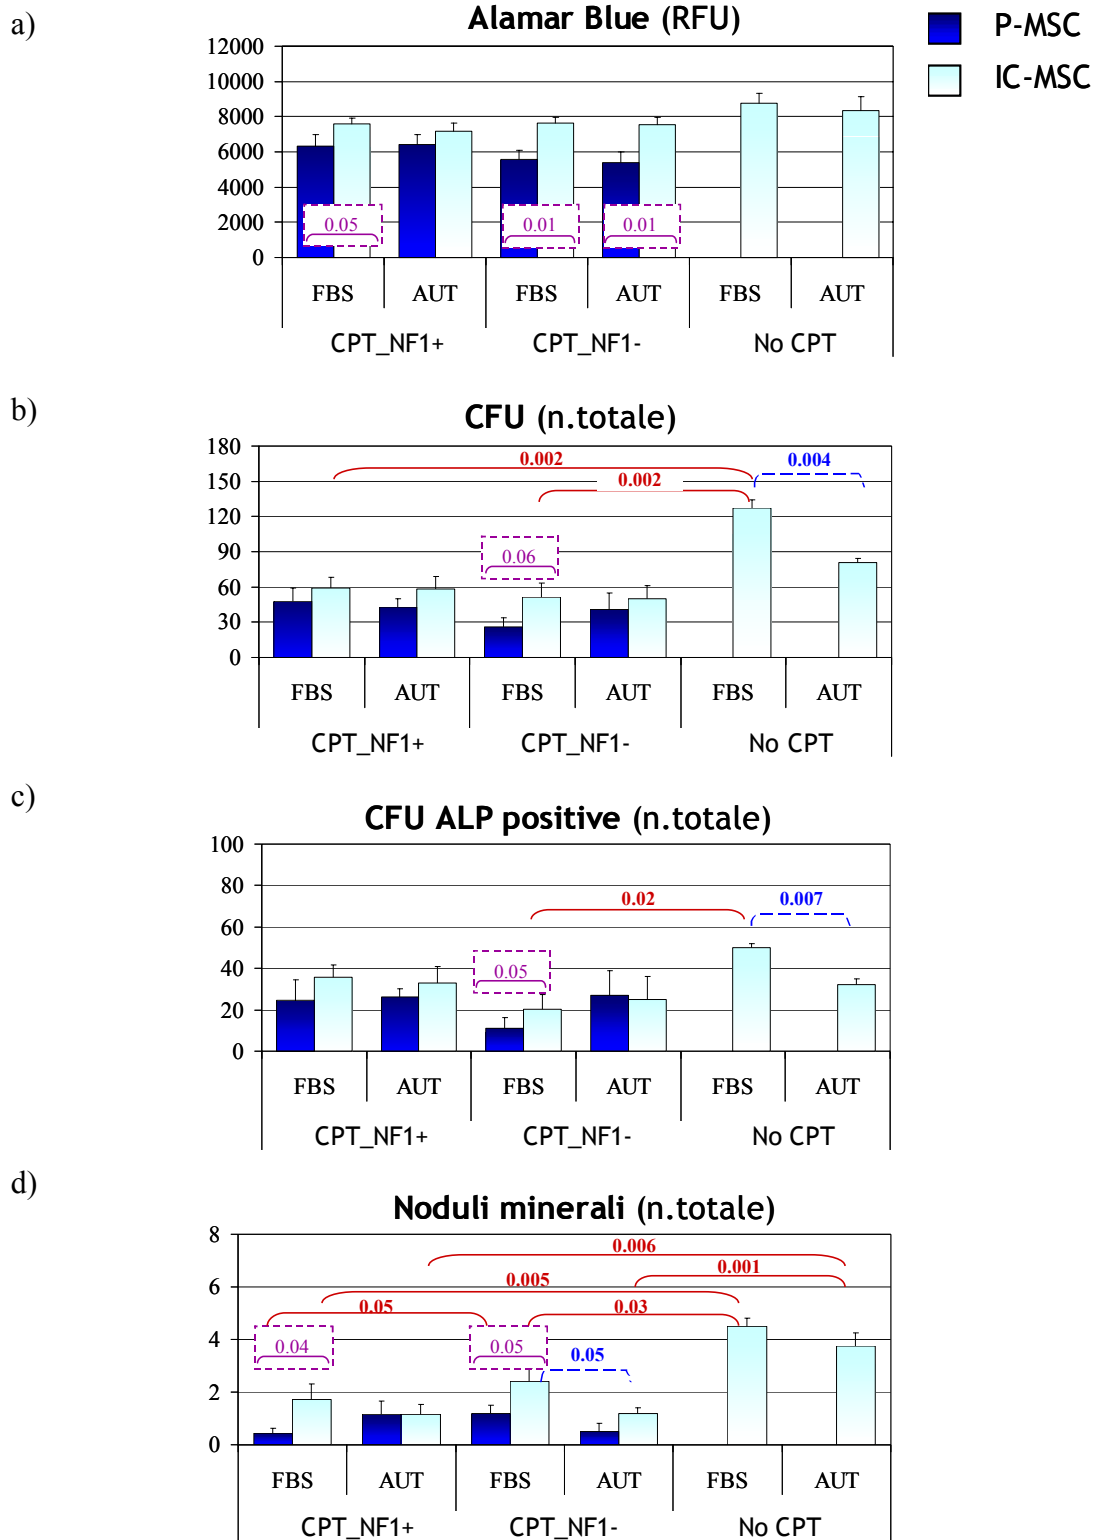 a)
Alamar Blue (RFU)
P-MSC
IC-MSC
12000
10000
8000
6000
4000
2000
0
0.05
0.01
0.01
FBS AUT FBS AUT FBS AUT
CPT_NF1+ CPT_NF1- No CPT
b)
CFU (n.totale)
180
150
120
90
60
30
0
0.002
0.004
0.002
0.06
FBS AUT FBS AUT FBS AUT
CPT_NF1+ CPT_NF1- No CPT
c)
CFU ALP positive (n.totale)
100
80
60
40
20
0
0.02
0.007
0.05
FBS AUT FBS AUT FBS AUT
CPT_NF1+ CPT_NF1- No CPT
d)
Noduli minerali (n.totale)
8
6
4
2
0
0.006
0.001
0.005
0.05
0.03
0.04
0.05
0.05
FBS AUT FBS AUT FBS AUT
CPT_NF1+ CPT_NF1- No CPT